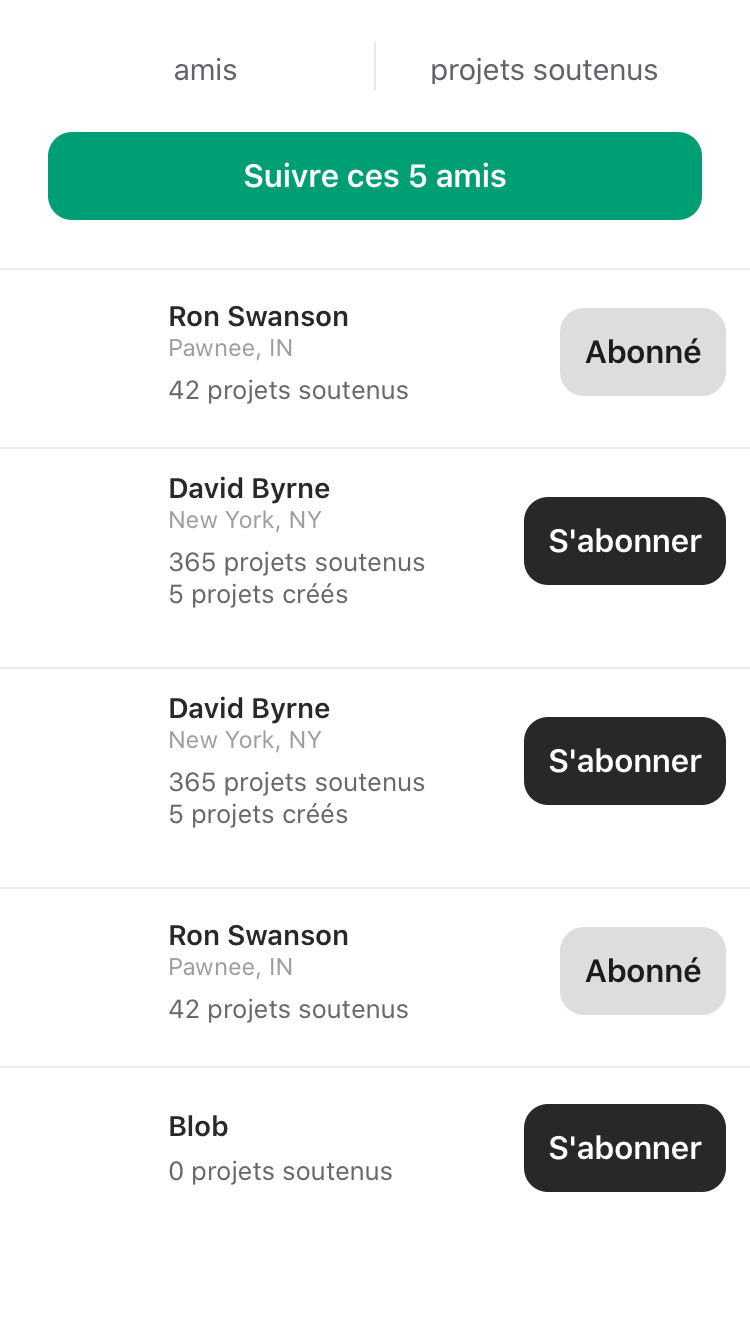 amis
projets soutenus
Suivre ces 5 amis
Ron Swanson
Pawnee, IN
42 projets soutenus
Abonné
David Byrne
New York, NY
365 projets soutenus
5 projets créés
S'abonner
David Byrne
New York, NY
365 projets soutenus
5 projets créés
S'abonner
Ron Swanson
Pawnee, IN
42 projets soutenus
Abonné
Blob
0 projets soutenus
S'abonner